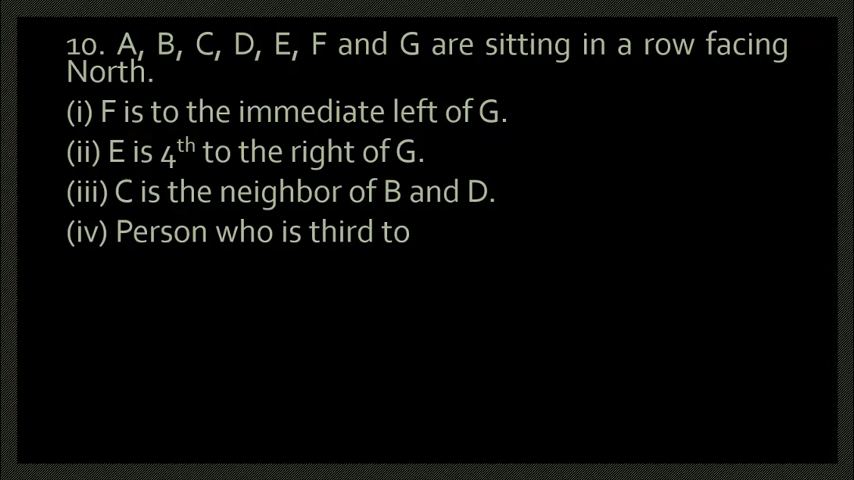 10. A, B, C, D, E, F and G are sitting in a row facing
North.
(i) F is to the immediate left of G.
(ii) E is 4th to the right of G.
(iii) C is the neighbor of B and D.
(iv) Person who is third to